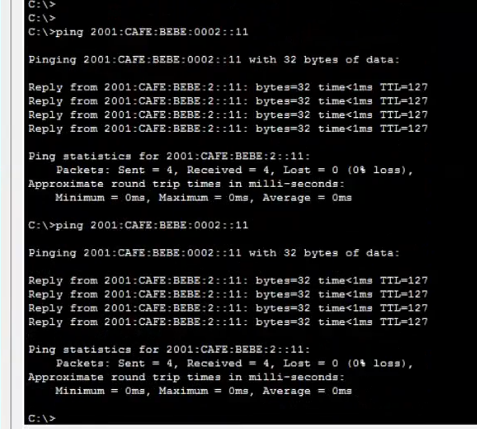 C:\>
C:\>
C:\>ping 2001:CAFE:BEBE:0002::11
Pinging 2001:CAFE:BEBE:0002::11 with 32 bytes of data:
Reply from 2001:CAFE:BEBE:2::11: bytes=32 time<1ms TTL=127
Reply from 2001:CAFE:BEBE:2::11: bytes=32 time<1ms TTL=127
Reply from 2001:CAFE:BEBE:2::11: bytes=32 time<1ms TTL=127
Reply from 2001:CAFE:BEBE:2::11: bytes=32 time<1ms TTL=127
Ping statistics for 2001:CAFE:BEBE:2::11:
Packets: Sent = 4, Received = 4, Lost = 0 (0% loss),
Approximate round trip times in milli-seconds:
Minimum = 0ms, Maximum = 0ms, Average = 0ms
C:\>ping 2001:CAFE:BEBE:0002::11
Pinging 2001:CAFE:BEBE:0002::11 with 32 bytes of data:
Reply from 2001:CAFE:BEBE:2::11: bytes=32 time<1ms TTL=127
Reply from 2001:CAFE:BEBE:2::11: bytes=32 time<1ms TTL=127
Reply from 2001:CAFE:BEBE:2::11: bytes=32 time<1ms TTL=127
Reply from 2001:CAFE:BEBE:2::11: bytes=32 time<1ms TTL=127
Ping statistics for 2001:CAFE:BEBE:2::11:
Packets: Sent = 4, Received = 4, Lost = 0 (0% loss),
Approximate round trip times in milli-seconds:
Minimum = 0ms, Maximum = 0ms, Average = 0ms
C:\>